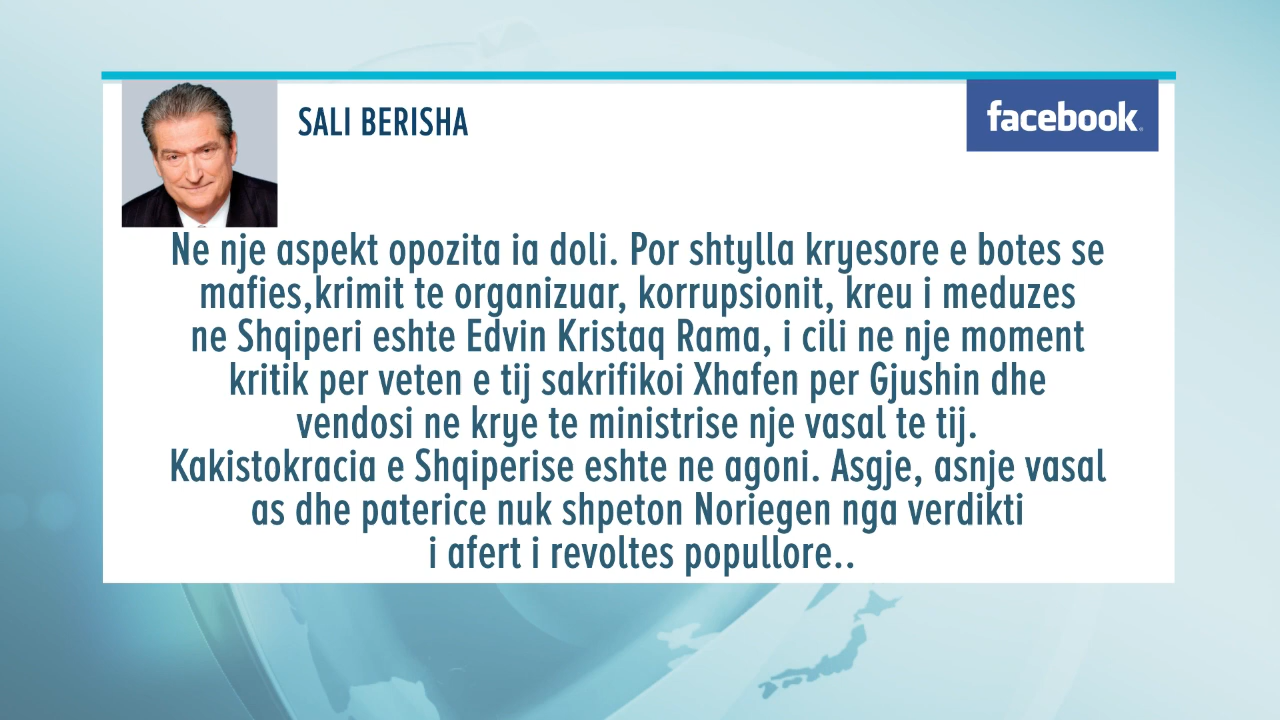 SALI BERISHA
facebook
Ne nje aspekt opozita ia doli. Por shtylla kryesore e botes se
mafies,krimit te organizuar, korrupsionit, kreu i meduzes
ne Shqiperi eshte Edvin Kristaq Rama, i cili ne nje moment
kritik per veten e tij sakrifikoi Xhafen per Gjushin dhe
vendosi ne krye te ministrise nje vasal te tij.
Kakistokracia e Shqiperise eshte ne agoni. Asgje, asnje vasal
as dhe paterice nuk shpeton Noriegen nga verdikti
i afert i revoltes popullore..